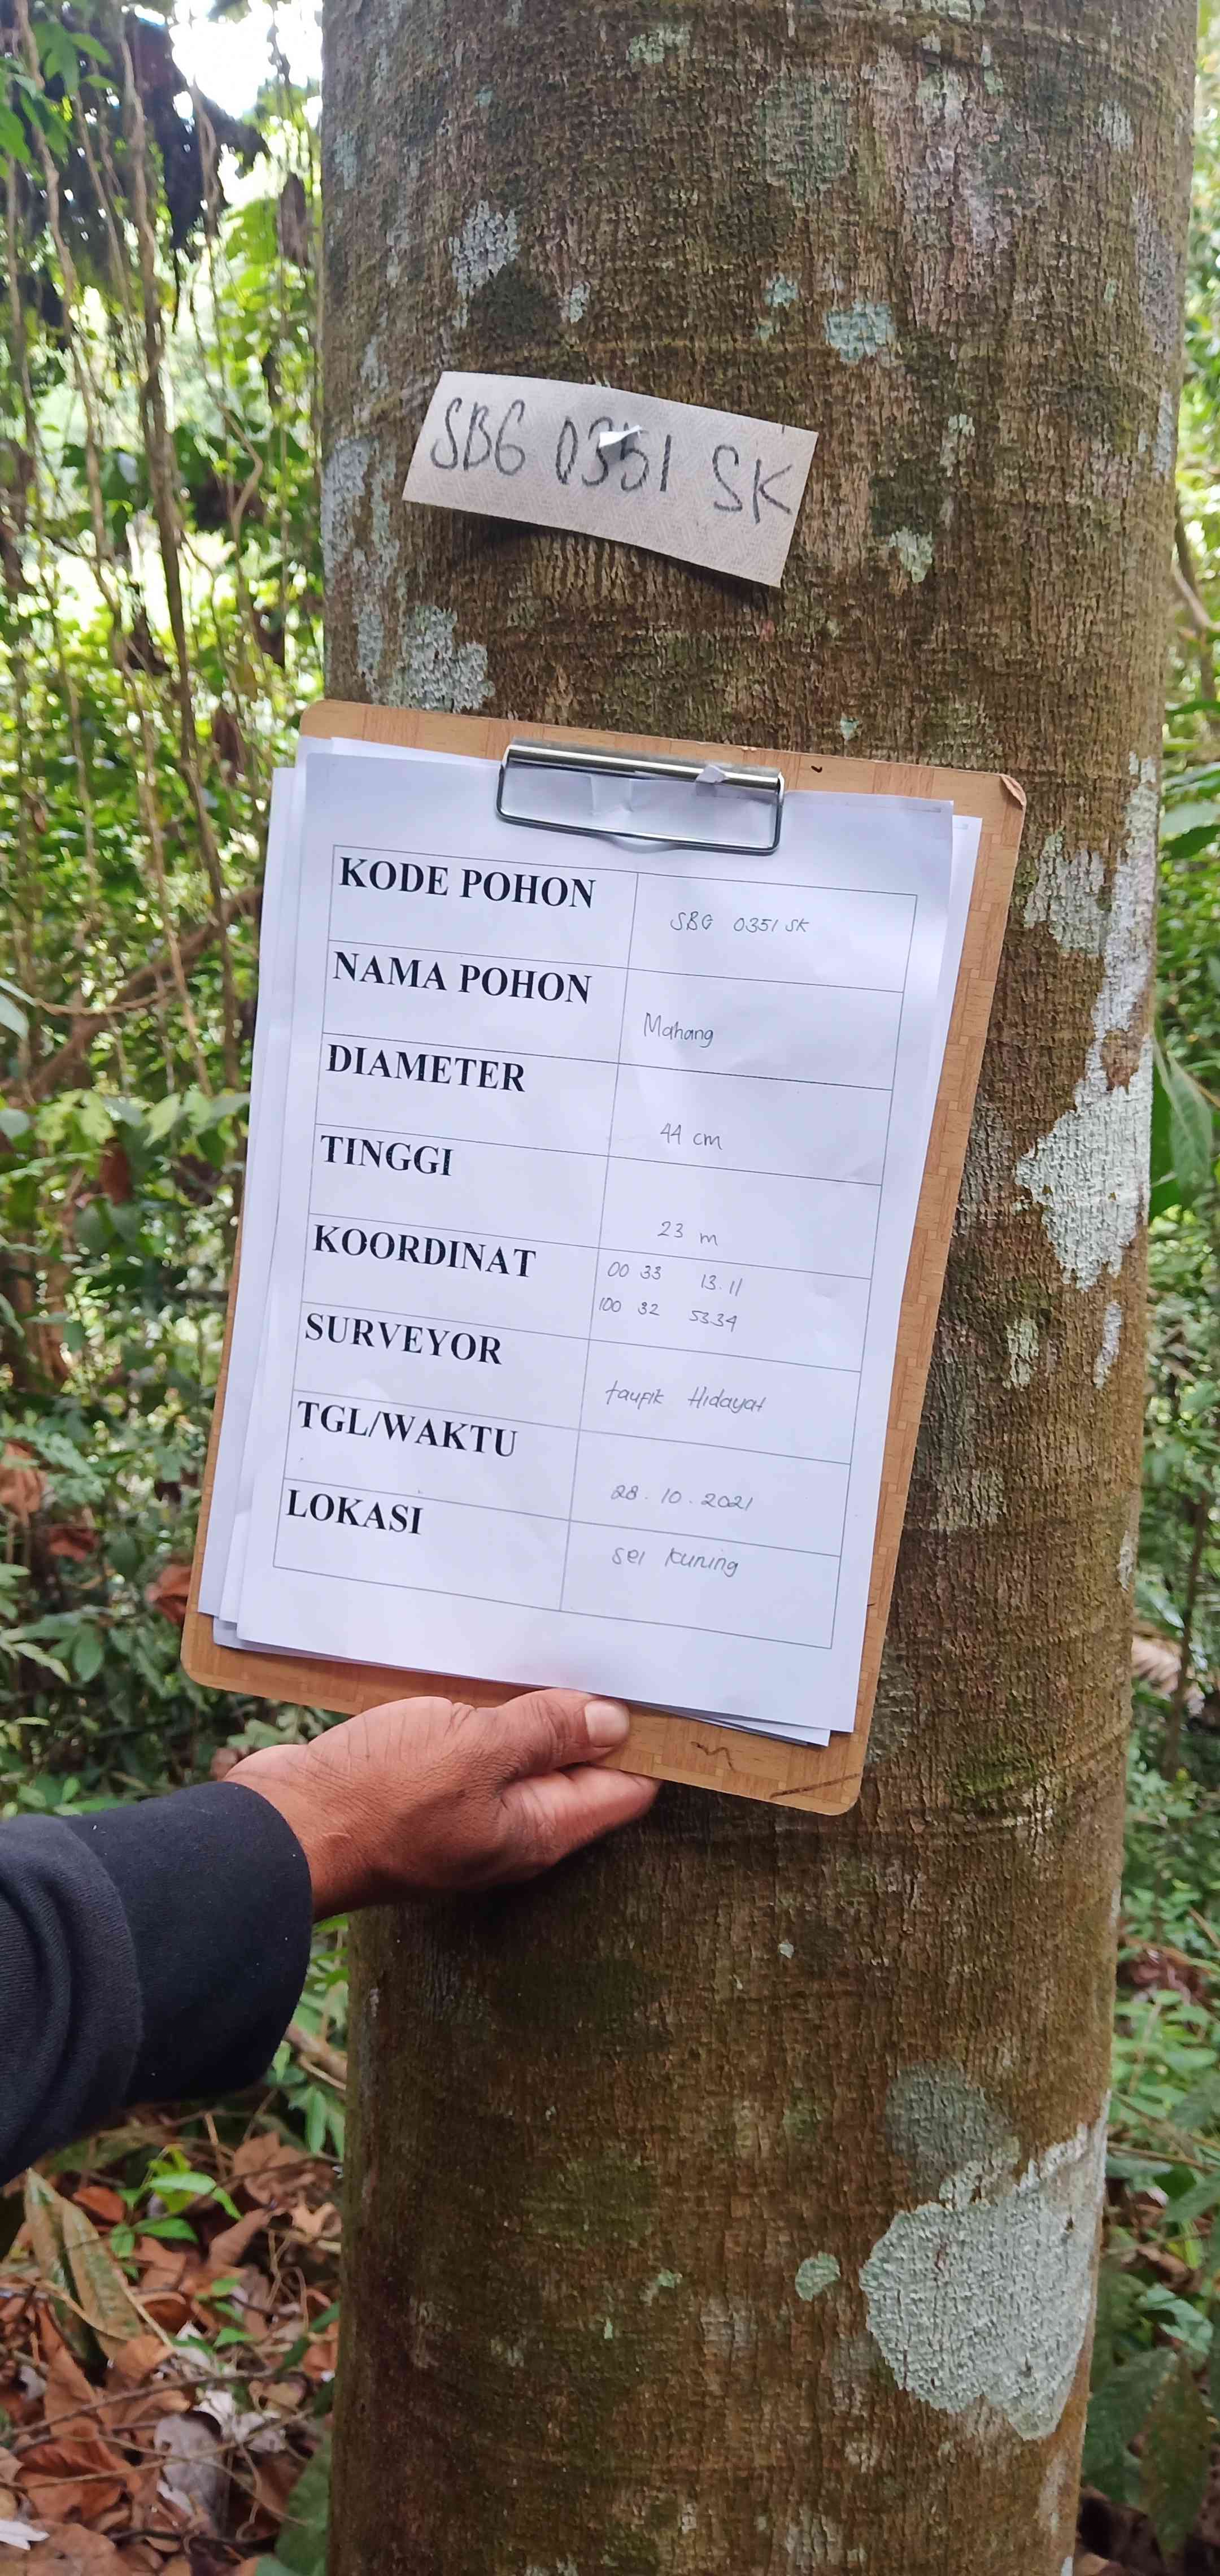 SBG 0351 SK
KODE POHON SBG 0351 SK
NAMA POHON Mahang
DIAMETER 44 cm
TINGGI 23 m
KOORDINAT 00 33 13.11
100 32 53.34
SURVEYOR taufik Hidayat
TGL/WAKTU 28.10.2021
LOKASI Sei Kuning